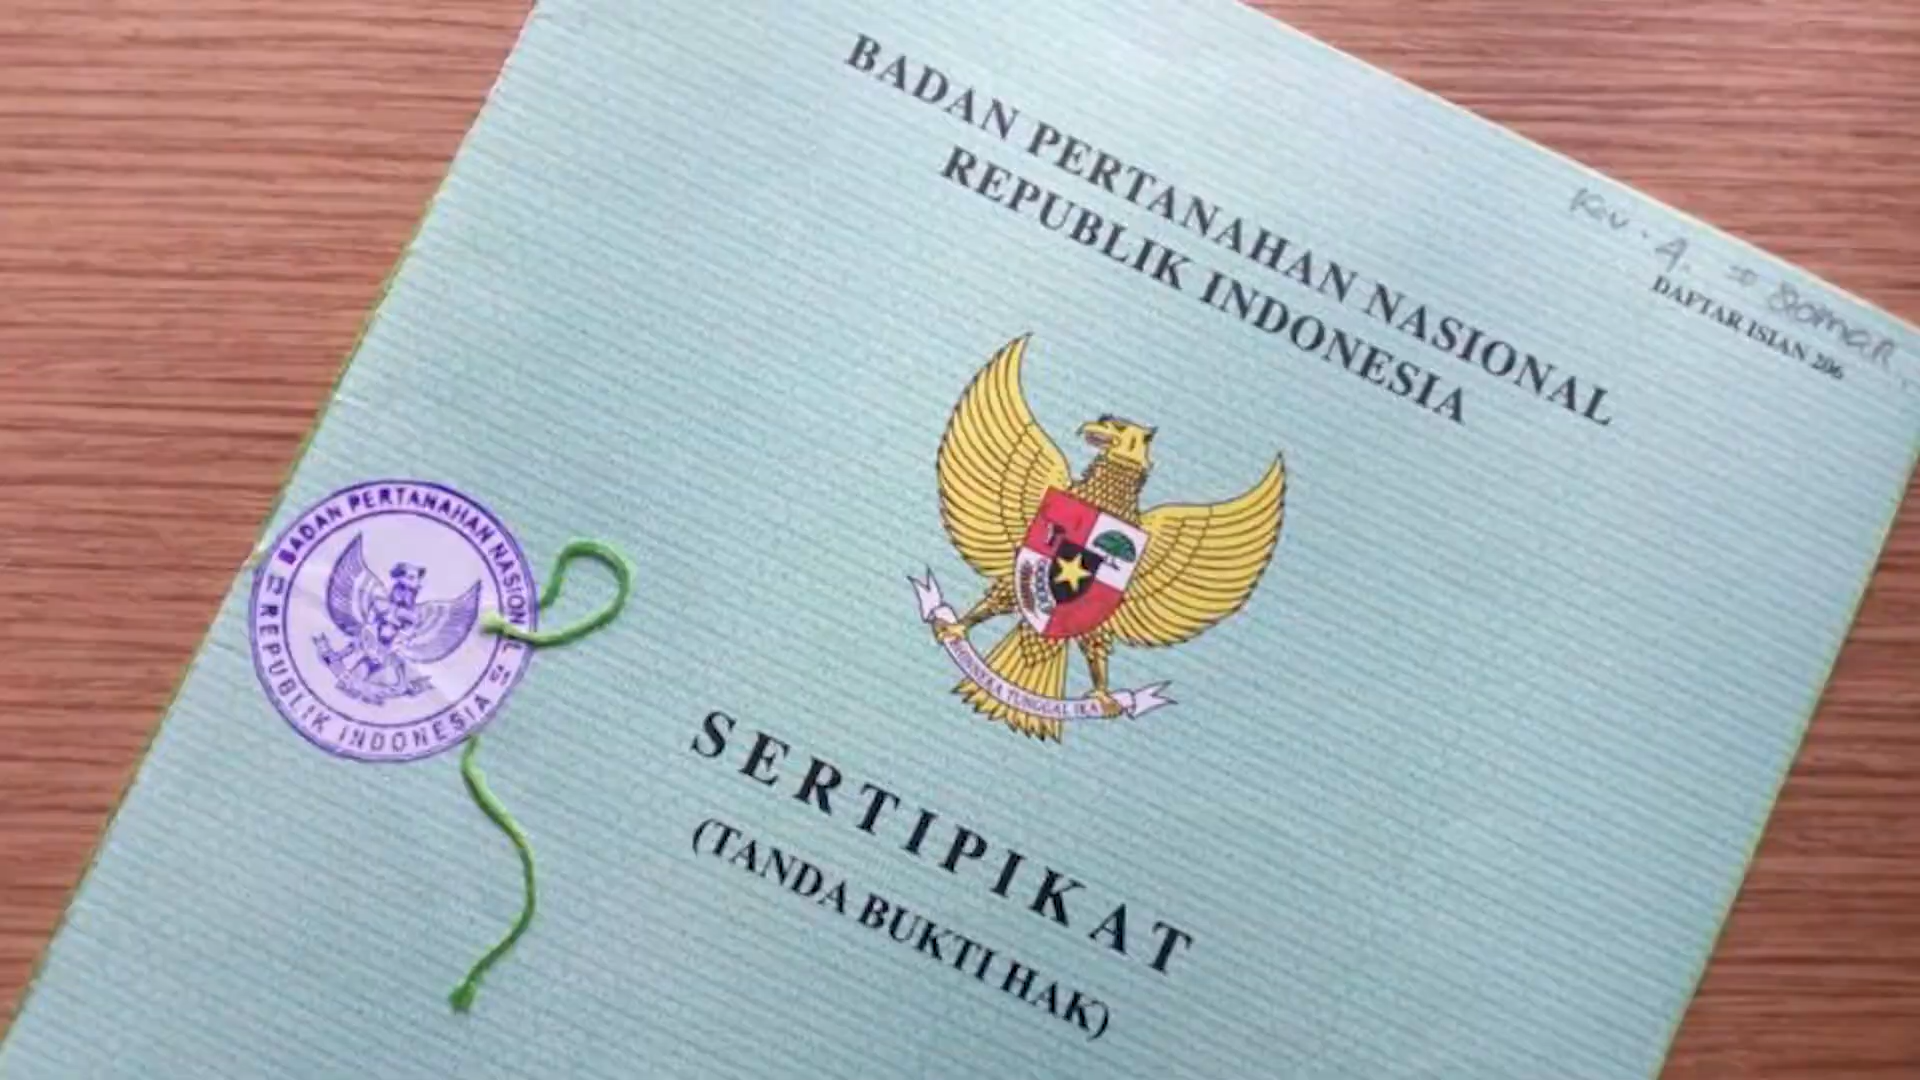 BADAN PERTANAHAN NASIONAL
REPUBLIK INDONESIA
DAFTAR ISIAN 206
BADAN PERTANAHAN NASIONAL
REPUBLIK INDONESIA
BHINNEKA TUNGGAL IKA
SERTIPIKAT
(TANDA BUKTI HAK)